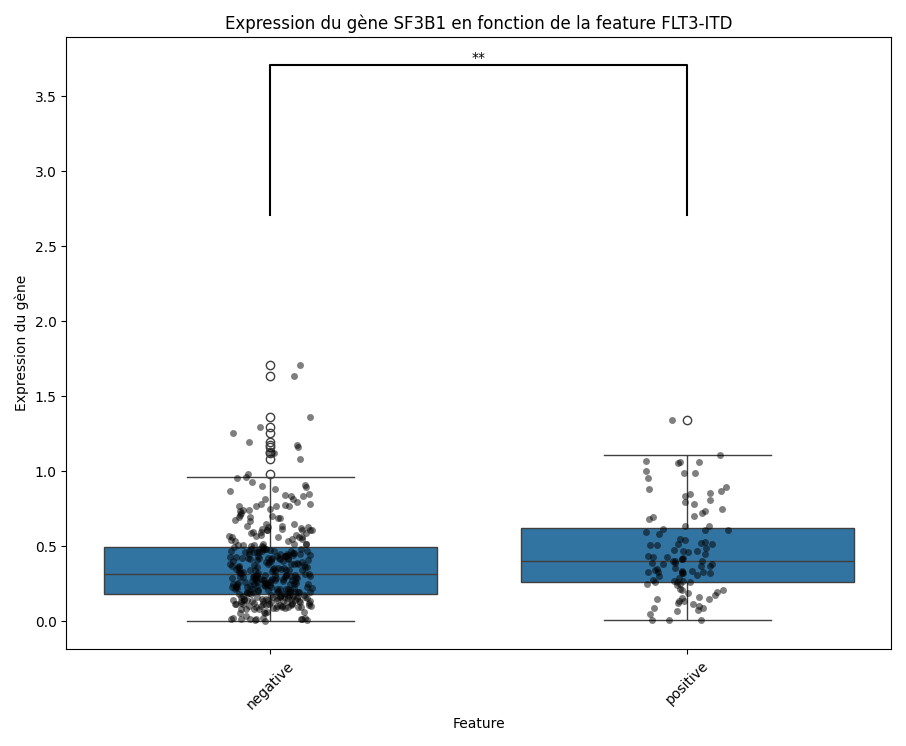 Expression du gène SF3B1 en fonction de la feature FLT3-ITD
**
Expression du gène
3.5
3.0
2.5
2.0
1.5
1.0
0.5
0.0
negative
positive
Feature